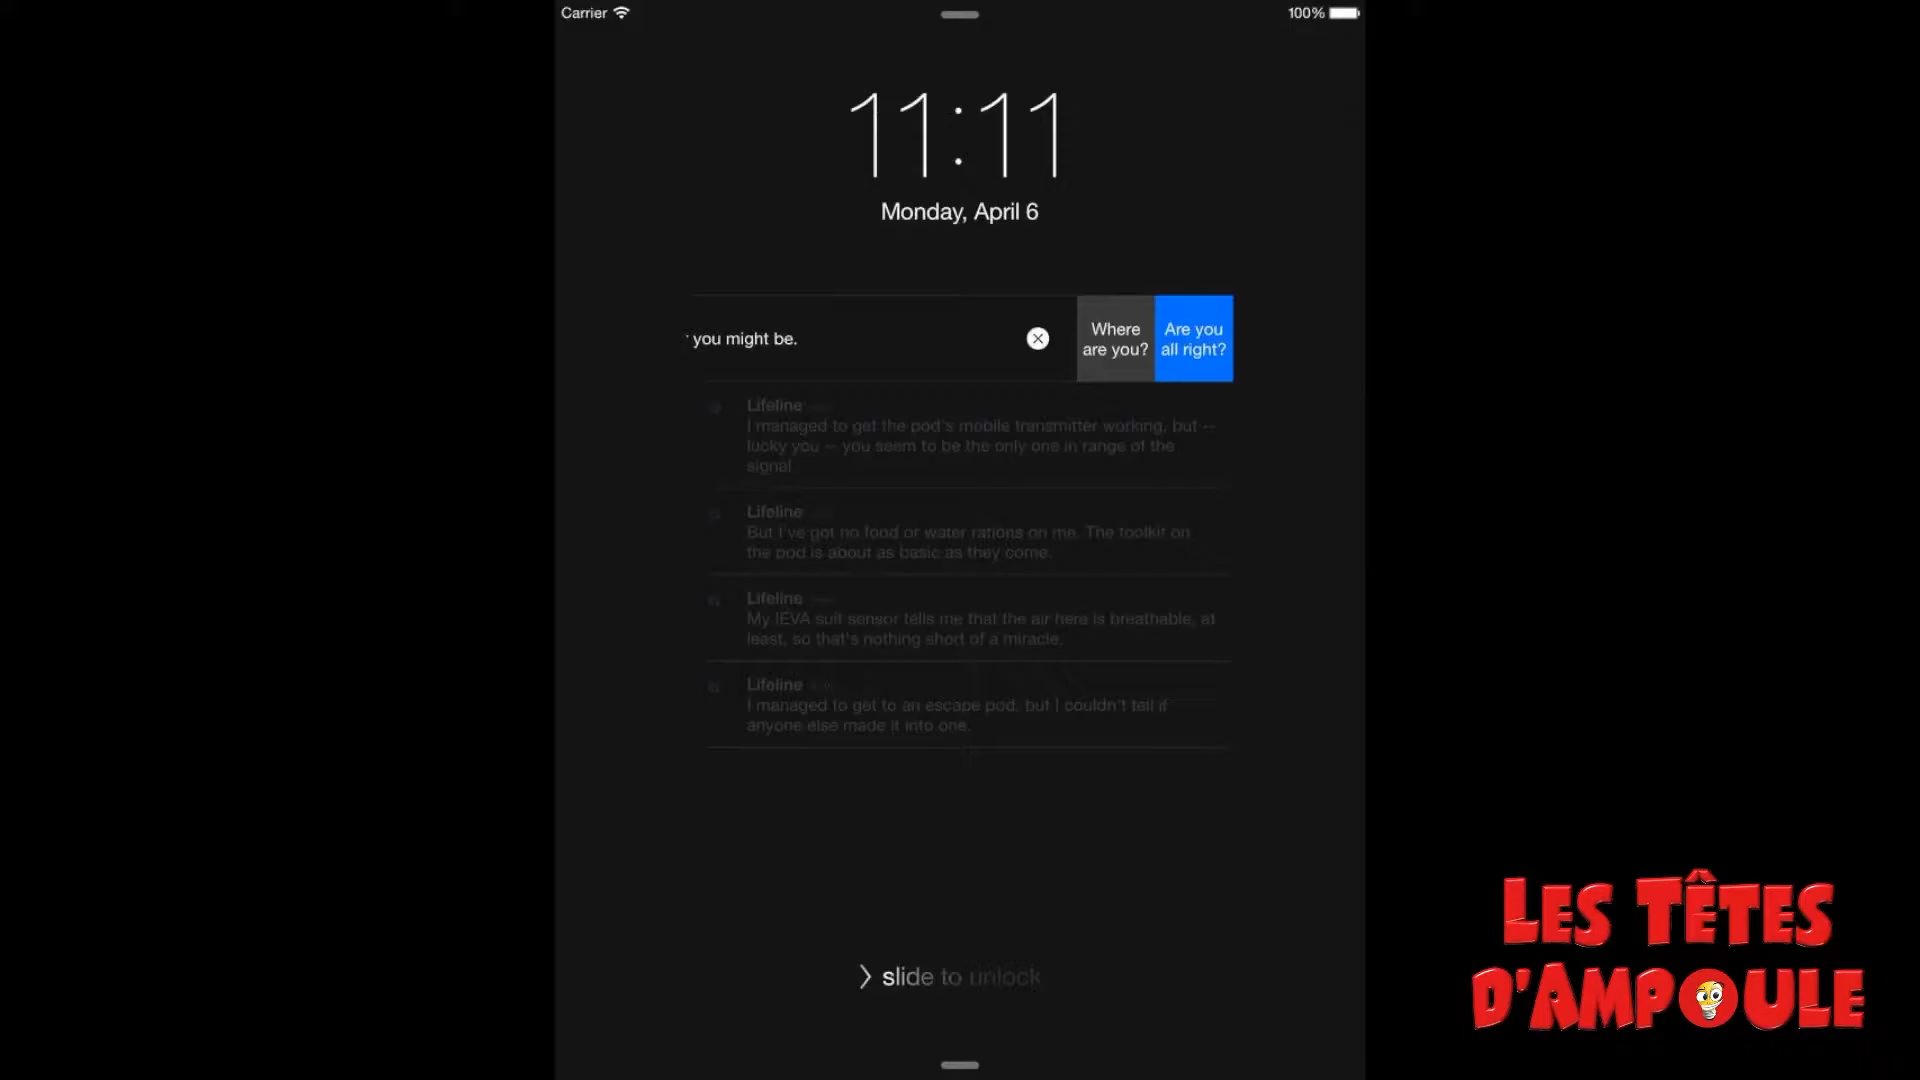 Carrier
100%
11:11
Monday, April 6
you might be.
Where
are you?
Are you
all right?
Lifeline
I managed to get the pod's mobile transmitter working, but --
lucky you -- you seem to be the only one in range of the
signal.
Lifeline
But I've got no food or water rations on me. The toolkit on
the pod is about as basic as they come.
Lifeline
My IEVA suit sensor tells me that the air here is breathable, at
least, so that's nothing short of a miracle.
Lifeline
I managed to get to an escape pod, but I couldn't tell if
anyone else made it into one.
slide to unlock
LES TÊTES
D'AMPOULE